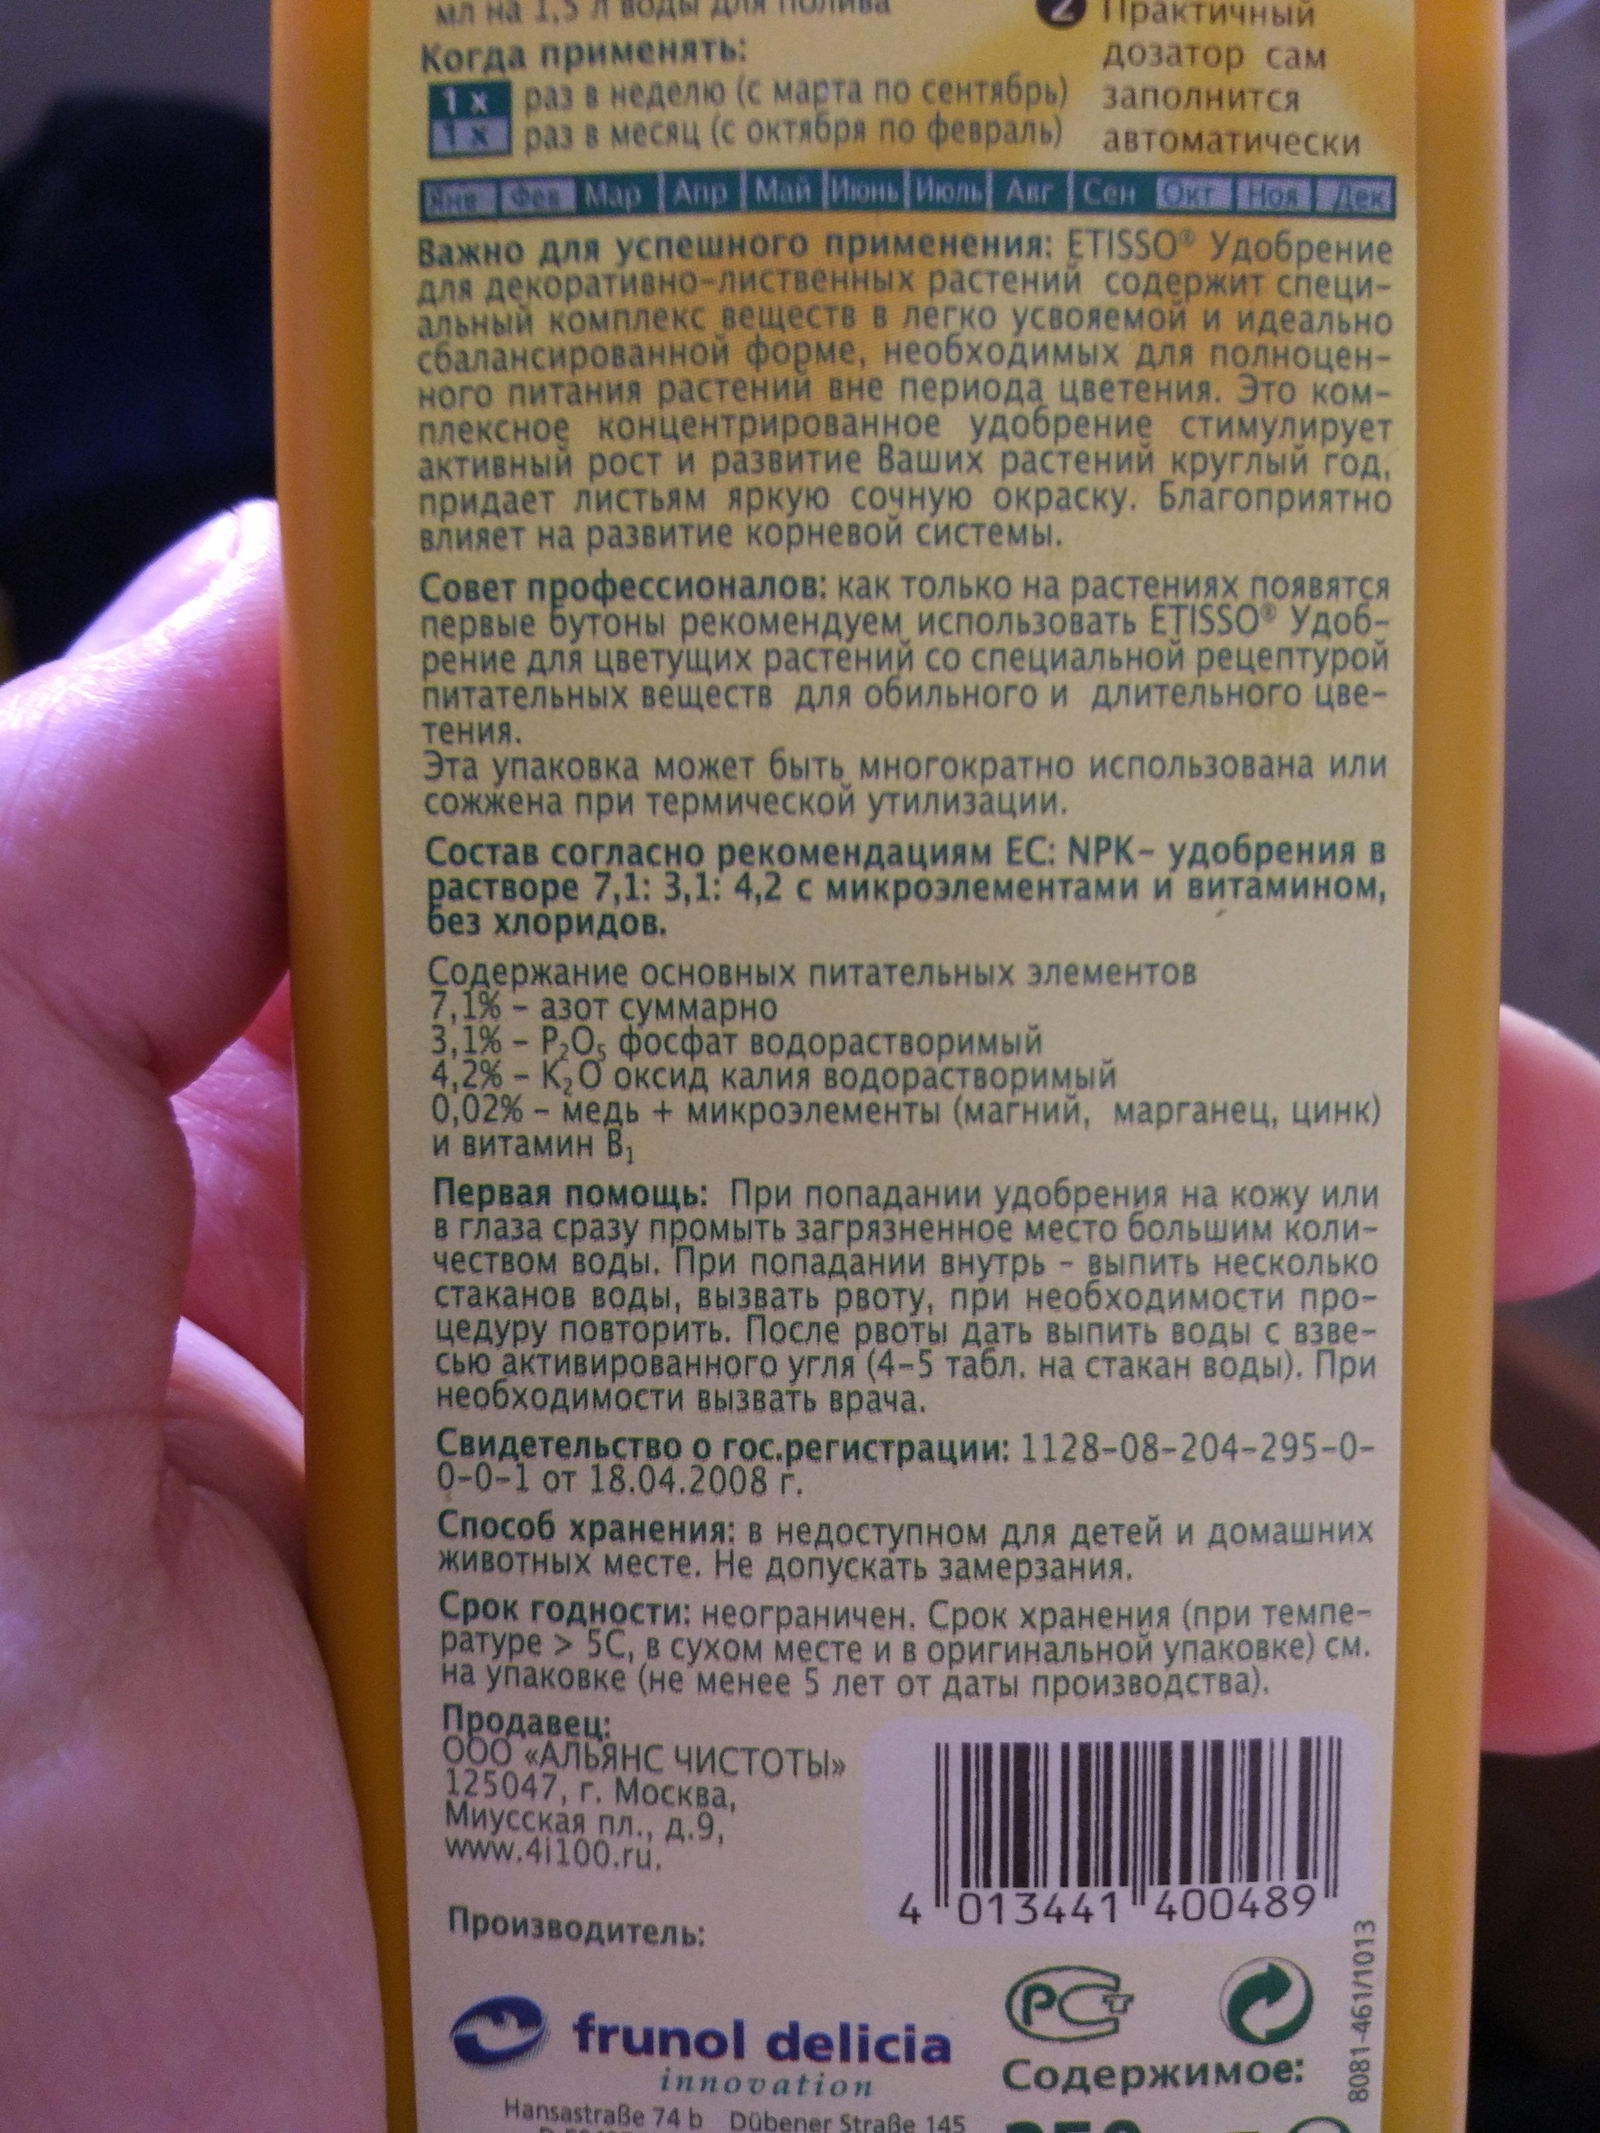 мл на 1,5 л воды для полива
Когда применять:
1 x раз в неделю (с марта по сентябрь)
1 x раз в месяц (с октября по февраль)
2 Практичный
дозатор сам
заполнится
автоматически
Янв Фев Мар Апр Май Июнь Июль Авг Сен Окт Ноя Дек
Важно для успешного применения: ETISSO® Удобрение
для декоративно-лиственных растений содержит специ-
альный комплекс веществ в легко усвояемой и идеально
сбалансированной форме, необходимых для полноцен-
ного питания растений вне периода цветения. Это ком-
плексное концентрированное удобрение стимулирует
активный рост и развитие Ваших растений круглый год,
придает листьям яркую сочную окраску. Благоприятно
влияет на развитие корневой системы.
Совет профессионалов: как только на растениях появятся
первые бутоны рекомендуем использовать ETISSO® Удоб-
рение для цветущих растений со специальной рецептурой
питательных веществ для обильного и длительного цве-
тения.
Эта упаковка может быть многократно использована или
сожжена при термической утилизации.
Состав согласно рекомендациям ЕС: NPK- удобрения в
растворе 7,1: 3,1: 4,2 с микроэлементами и витамином,
без хлоридов.
Содержание основных питательных элементов
7,1% – азот суммарно
3,1% – P₂O₅ фосфат водорастворимый
4,2% – K₂O оксид калия водорастворимый
0,02% – медь + микроэлементы (магний, марганец, цинк)
и витамин B₁
Первая помощь: При попадании удобрения на кожу или
в глаза сразу промыть загрязненное место большим коли-
чеством воды. При попадании внутрь – выпить несколько
стаканов воды, вызвать рвоту, при необходимости про-
цедуру повторить. После рвоты дать выпить воды с взве-
сью активированного угля (4-5 табл. на стакан воды). При
необходимости вызвать врача.
Свидетельство о гос.регистрации: 1128-08-204-295-0-
0-0-1 от 18.04.2008 г.
Способ хранения: в недоступном для детей и домашних
животных месте. Не допускать замерзания.
Срок годности: неограничен. Срок хранения (при темпе-
ратуре > 5С, в сухом месте и в оригинальной упаковке) см.
на упаковке (не менее 5 лет от даты производства).
Продавец:
ООО «АЛЬЯНС ЧИСТОТЫ»
125047, г. Москва,
Миусская пл., д.9,
www.4i100.ru.
4 013441 400489
Производитель:
frunol delicia
innovation
Hansastraße 74 b Dübener Straße 145
РСТ
Содержимое:
8081-461/1013